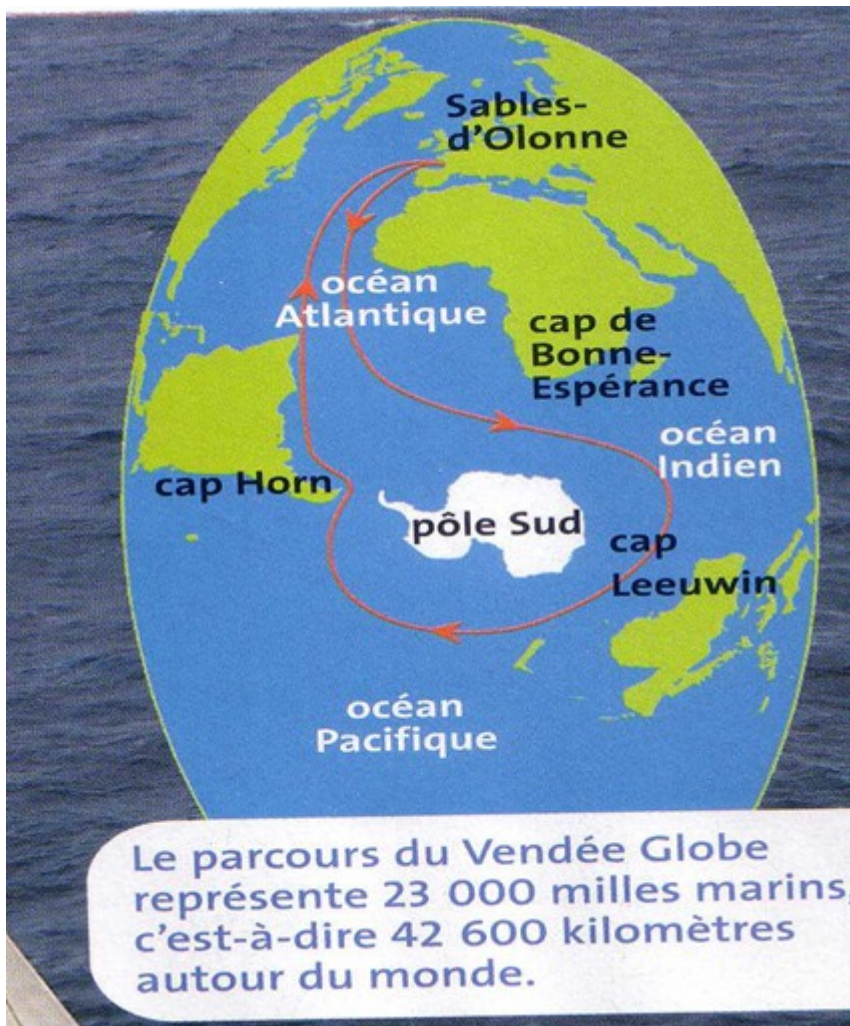 Sables-
d'Olonne
océan
Atlantique
cap de
Bonne-
Espérance
océan
Indien
cap Horn
pôle Sud
cap
Leeuwin
océan
Pacifique
Le parcours du Vendée Globe
représente 23 000 milles marins,
c'est-à-dire 42 600 kilomètres
autour du monde.